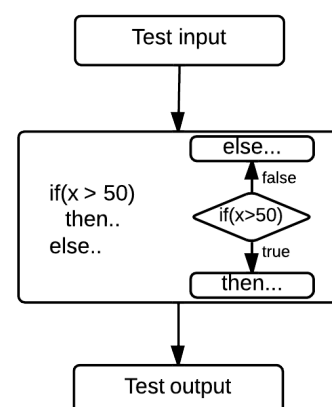 Test input
if(x > 50)
then..
else..
else...
false
if(x>50)
true
then...
Test output